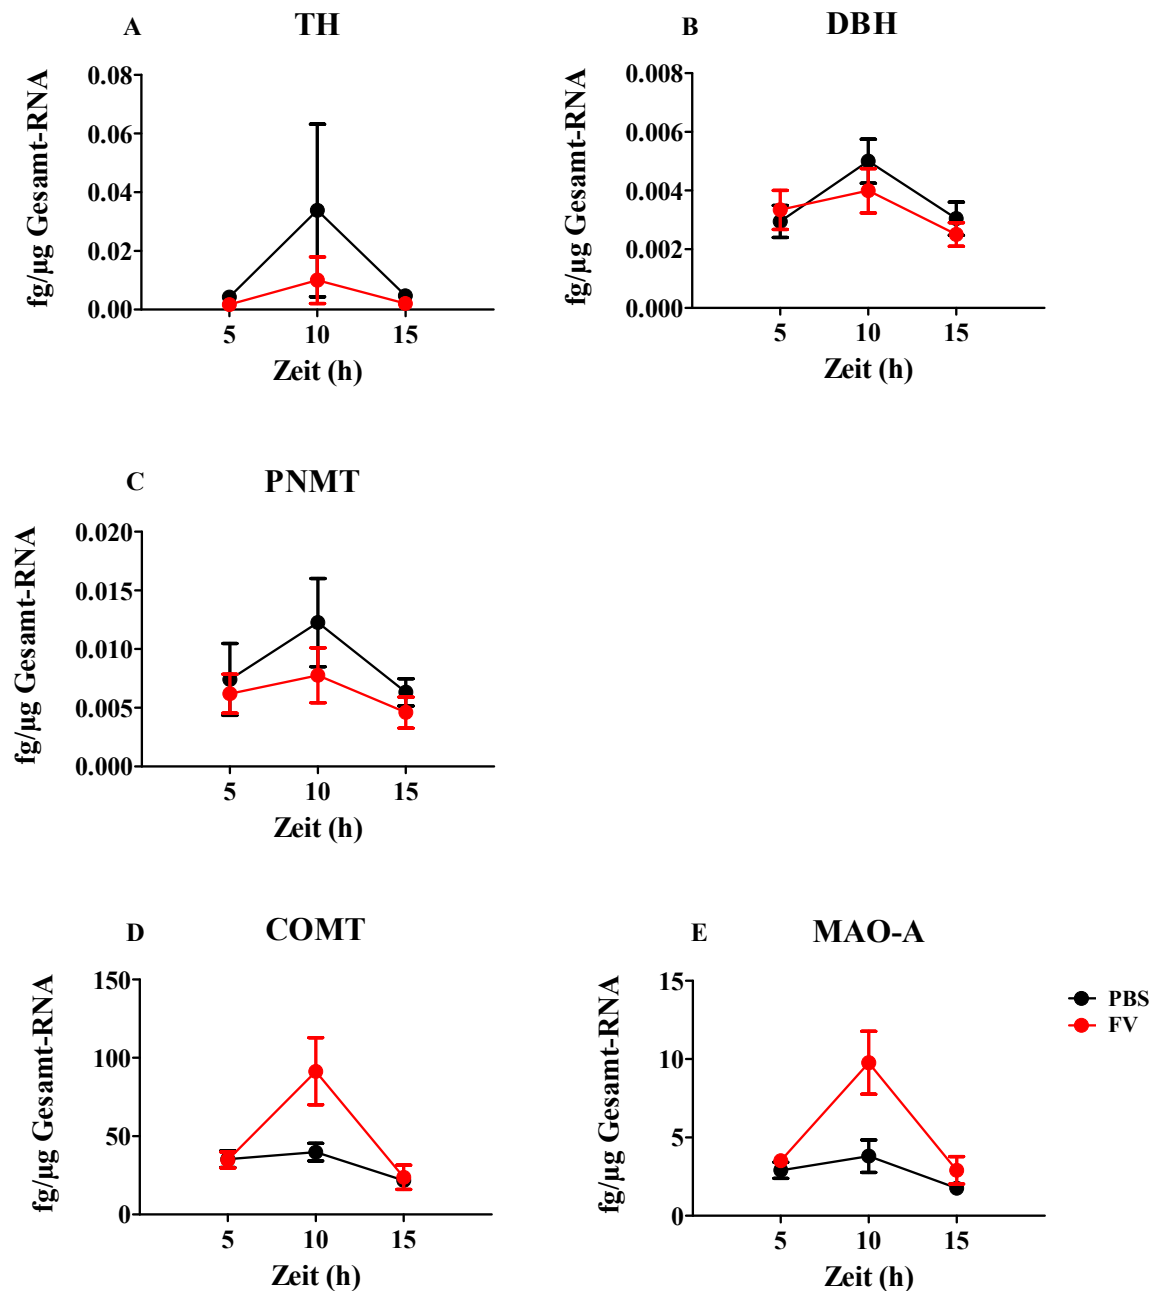 A TH
fg/µg Gesamt-RNA
0.08
0.06
0.04
0.02
0.00
5 10 15
Zeit (h)
B DBH
fg/µg Gesamt-RNA
0.008
0.006
0.004
0.002
0.000
5 10 15
Zeit (h)
C PNMT
fg/µg Gesamt-RNA
0.020
0.015
0.010
0.005
0.000
5 10 15
Zeit (h)
D COMT
fg/µg Gesamt-RNA
150
100
50
0
5 10 15
Zeit (h)
E MAO-A
fg/µg Gesamt-RNA
15
10
5
0
5 10 15
Zeit (h)
PBS
FV